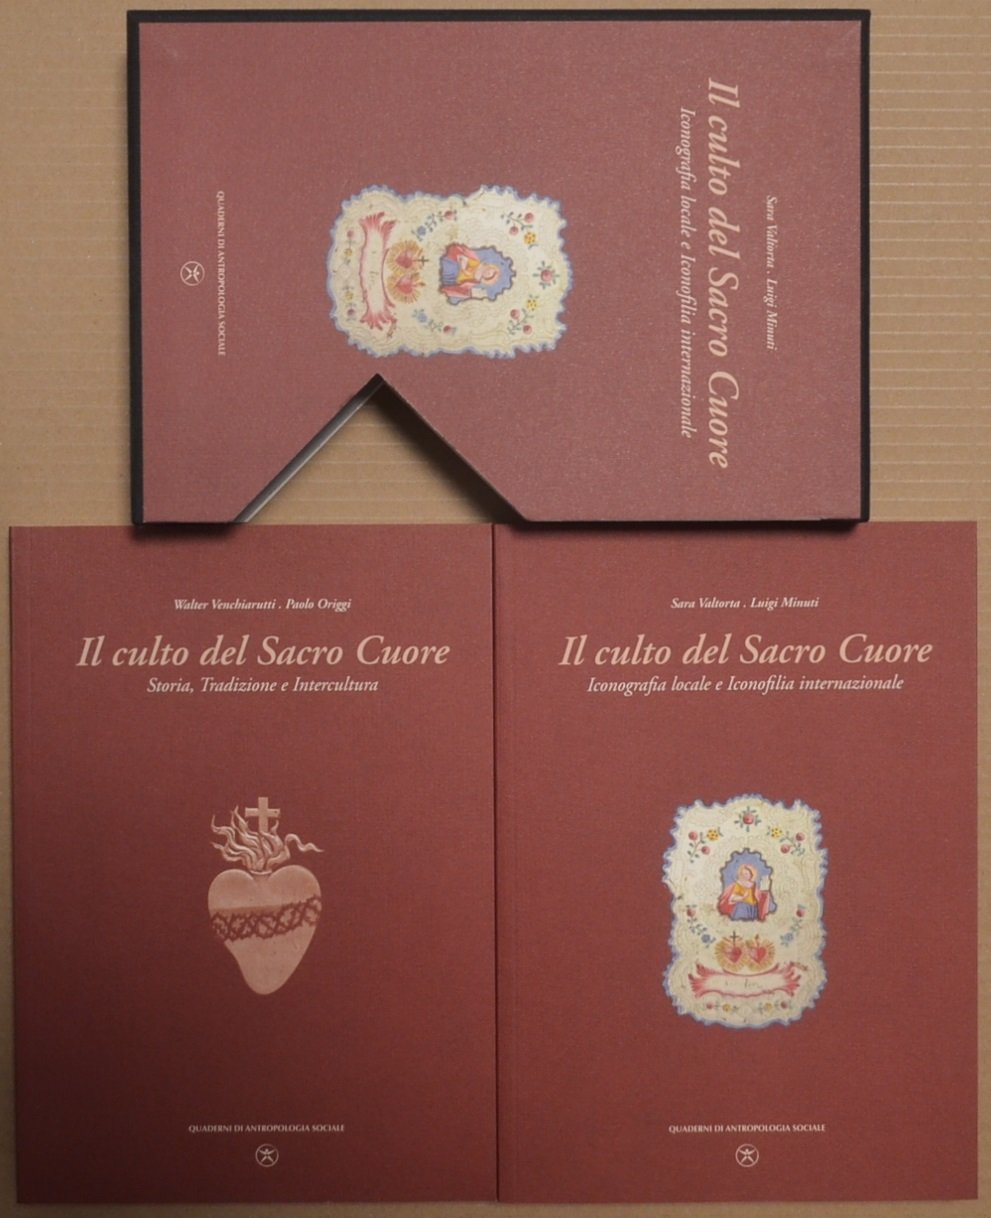 Sara Valtorta . Luigi Minuti
Il culto del Sacro Cuore
Iconografia locale e Iconofilia internazionale
QUADERNI DI ANTROPOLOGIA SOCIALE
Walter Venchiarutti . Paolo Origgi
Il culto del Sacro Cuore
Storia, Tradizione e Intercultura
QUADERNI DI ANTROPOLOGIA SOCIALE
Sara Valtorta . Luigi Minuti
Il culto del Sacro Cuore
Iconografia locale e Iconofilia internazionale
QUADERNI DI ANTROPOLOGIA SOCIALE